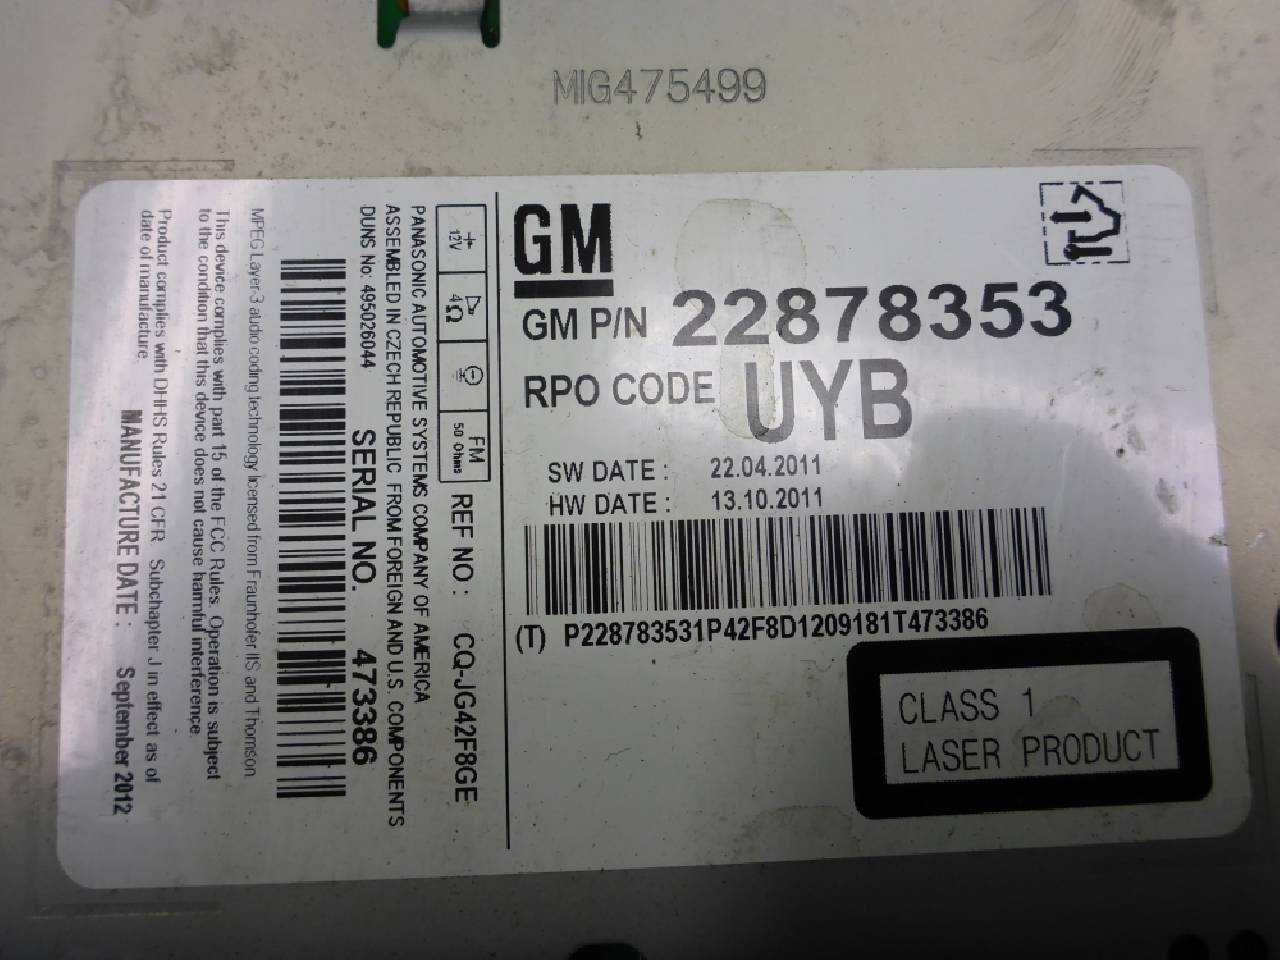 MIG475499
GM
GM P/N 22878353
RPO CODE UYB
SW DATE : 22.04.2011
HW DATE : 13.10.2011
(T) P228783531P42F8D1209181T473386
CLASS 1
LASER PRODUCT
+ 12V
4Ω
FM 50 Ohms
REF NO : CQ-JG42F8GE
PANASONIC AUTOMOTIVE SYSTEMS COMPANY OF AMERICA
ASSEMBLED IN CZECH REPUBLIC FROM FOREIGN AND U.S. COMPONENTS
DUNS No: 495026044
SERIAL NO. 473386
MPEG Layer-3 audio coding technology licensed from Fraunhofer IIS and Thomson.
This device complies with part 15 of the FCC Rules. Operation is subject
to the condition that this device does not cause harmful interference.
Product complies with DHHS Rules 21 CFR Subchapter J in effect as of
date of manufacture.
MANUFACTURE DATE : September 2012